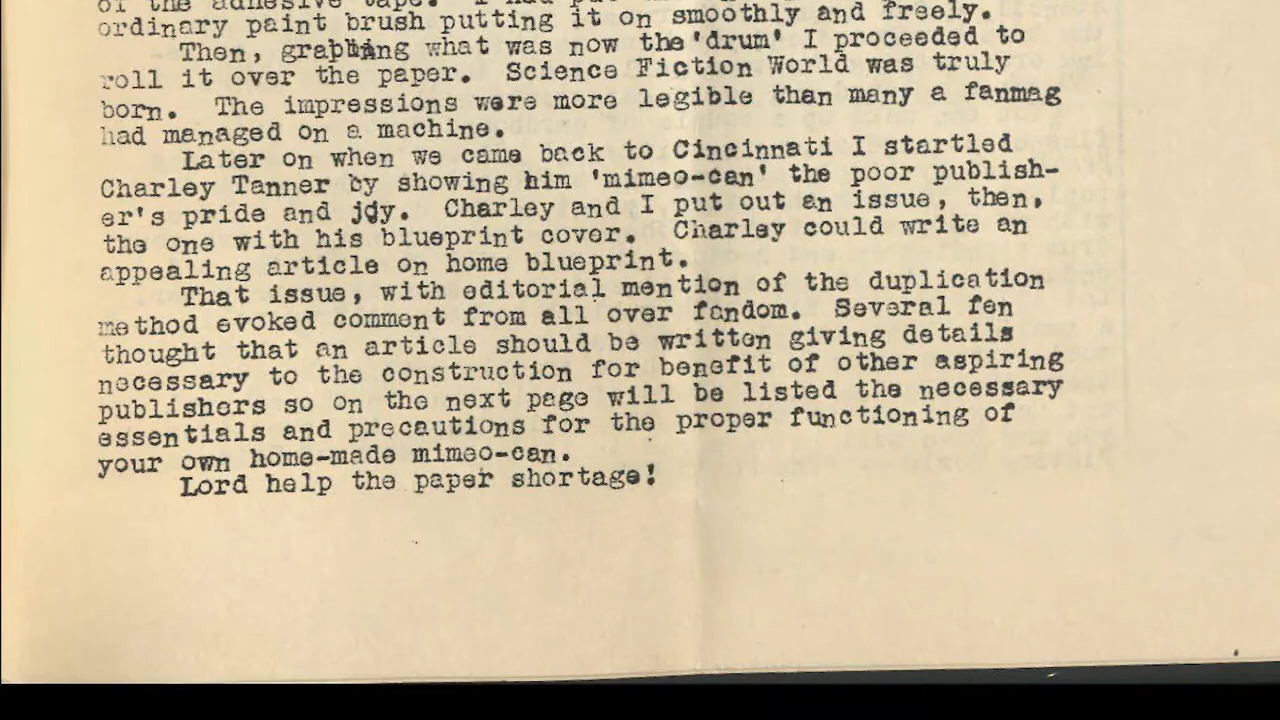 of the adhesive tape. I had
ordinary paint brush putting it on smoothly and freely.
Then, grabbing what was now the 'drum' I proceeded to
roll it over the paper. Science Fiction World was truly
born. The impressions were more legible than many a fanmag
had managed on a machine.
Later on when we came back to Cincinnati I startled
Charley Tanner by showing him 'mimeo-can' the poor publish-
er's pride and joy. Charley and I put out an issue, then,
the one with his blueprint cover. Charley could write an
appealing article on home blueprint.
That issue, with editorial mention of the duplication
method evoked comment from all over fandom. Several fen
thought that an article should be written giving details
necessary to the construction for benefit of other aspiring
publishers so on the next page will be listed the necessary
essentials and precautions for the proper functioning of
your own home-made mimeo-can.
Lord help the paper shortage!